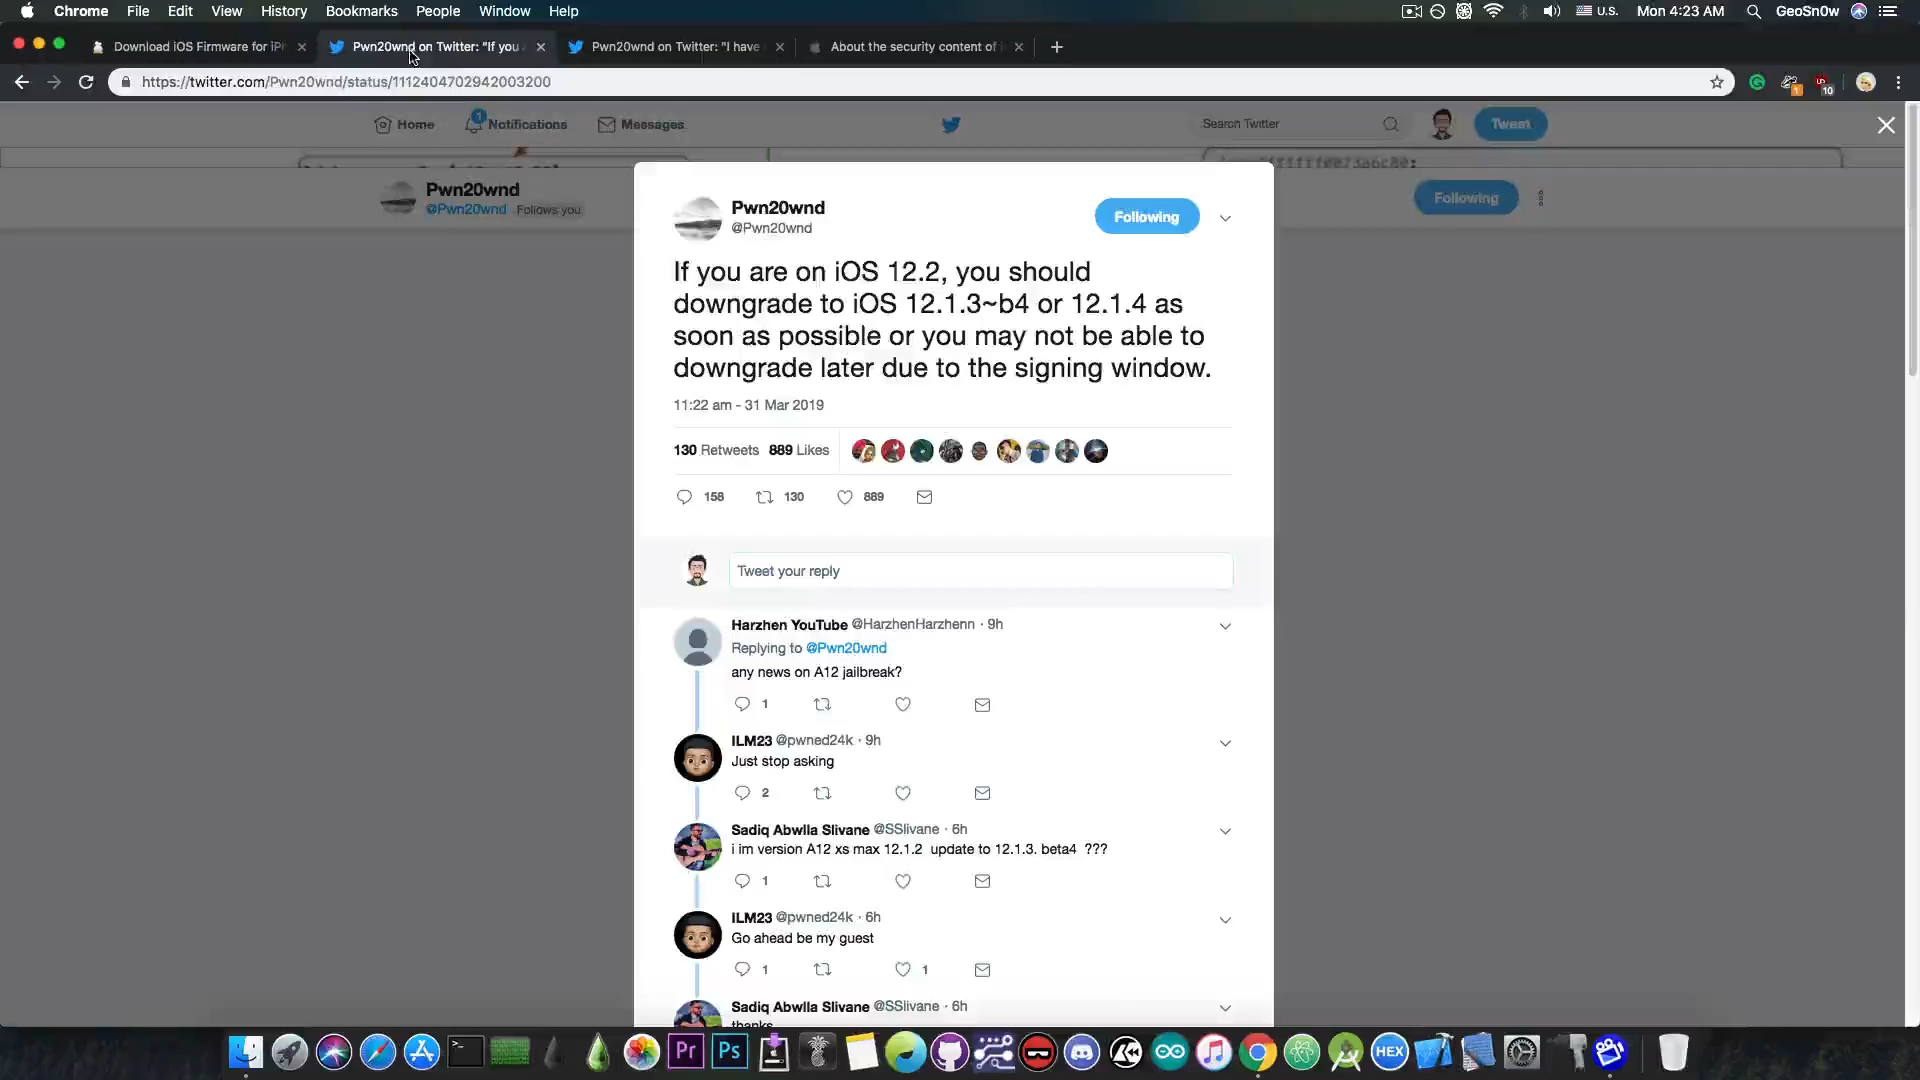 Chrome File Edit View History Bookmarks People Window Help
U.S. Mon 4:23 AM GeoSn0w
Download iOS Firmware for iP
Pwn20wnd on Twitter: "If you
Pwn20wnd on Twitter: "I have
About the security content of
https://twitter.com/Pwn20wnd/status/1112404702942003200
1
10
Home
1
Notifications
Messages
Search Twitter
Tweet
Pwn20wnd
@Pwn20wnd Follows you
Following
Pwn20wnd
@Pwn20wnd
Following
If you are on iOS 12.2, you should
downgrade to iOS 12.1.3~b4 or 12.1.4 as
soon as possible or you may not be able to
downgrade later due to the signing window.
11:22 am - 31 Mar 2019
130 Retweets 889 Likes
158 130 889
Tweet your reply
Harzhen YouTube @HarzhenHarzhenn · 9h
Replying to @Pwn20wnd
any news on A12 jailbreak?
1
ILM23 @pwned24k · 9h
Just stop asking
2
Sadiq Abwlla Slivane @SSlivane · 6h
i im version A12 xs max 12.1.2 update to 12.1.3. beta4 ???
1
ILM23 @pwned24k · 6h
Go ahead be my guest
1 1
Sadiq Abwlla Slivane @SSlivane · 6h
thanks
Pr Ps HEX